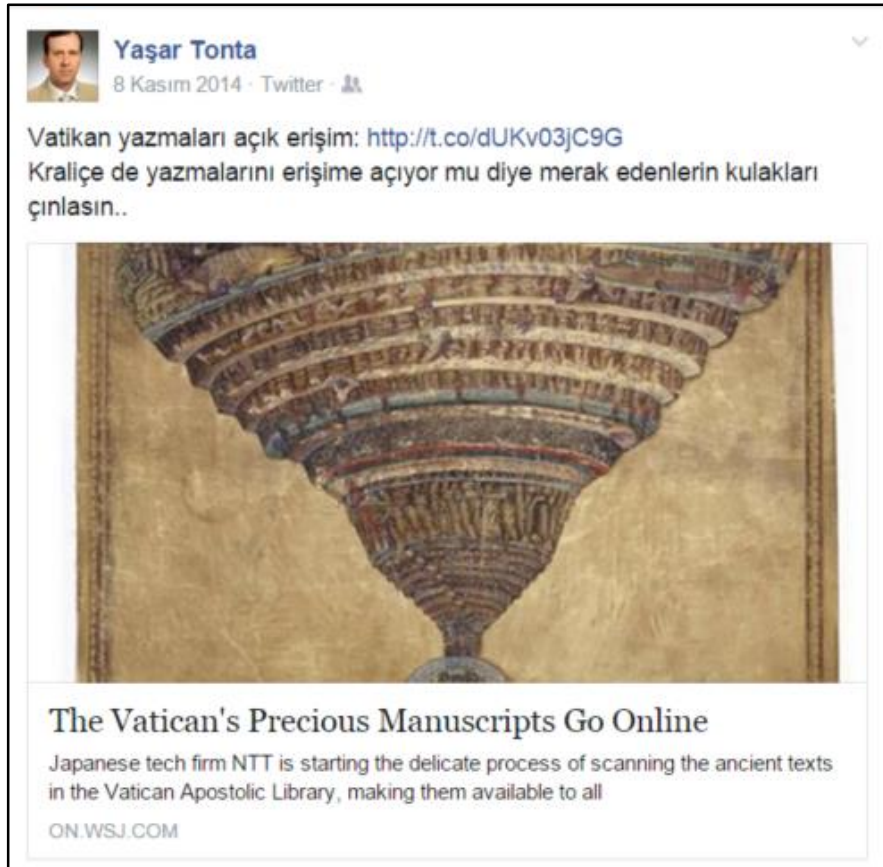 Yaşar Tonta
8 Kasım 2014 · Twitter ·
Vatikan yazmaları açık erişim: http://t.co/dUKv03jC9G
Kraliçe de yazmalarını erişime açıyor mu diye merak edenlerin kulakları
çınlasın..
The Vatican's Precious Manuscripts Go Online
Japanese tech firm NTT is starting the delicate process of scanning the ancient texts
in the Vatican Apostolic Library, making them available to all
ON.WSJ.COM